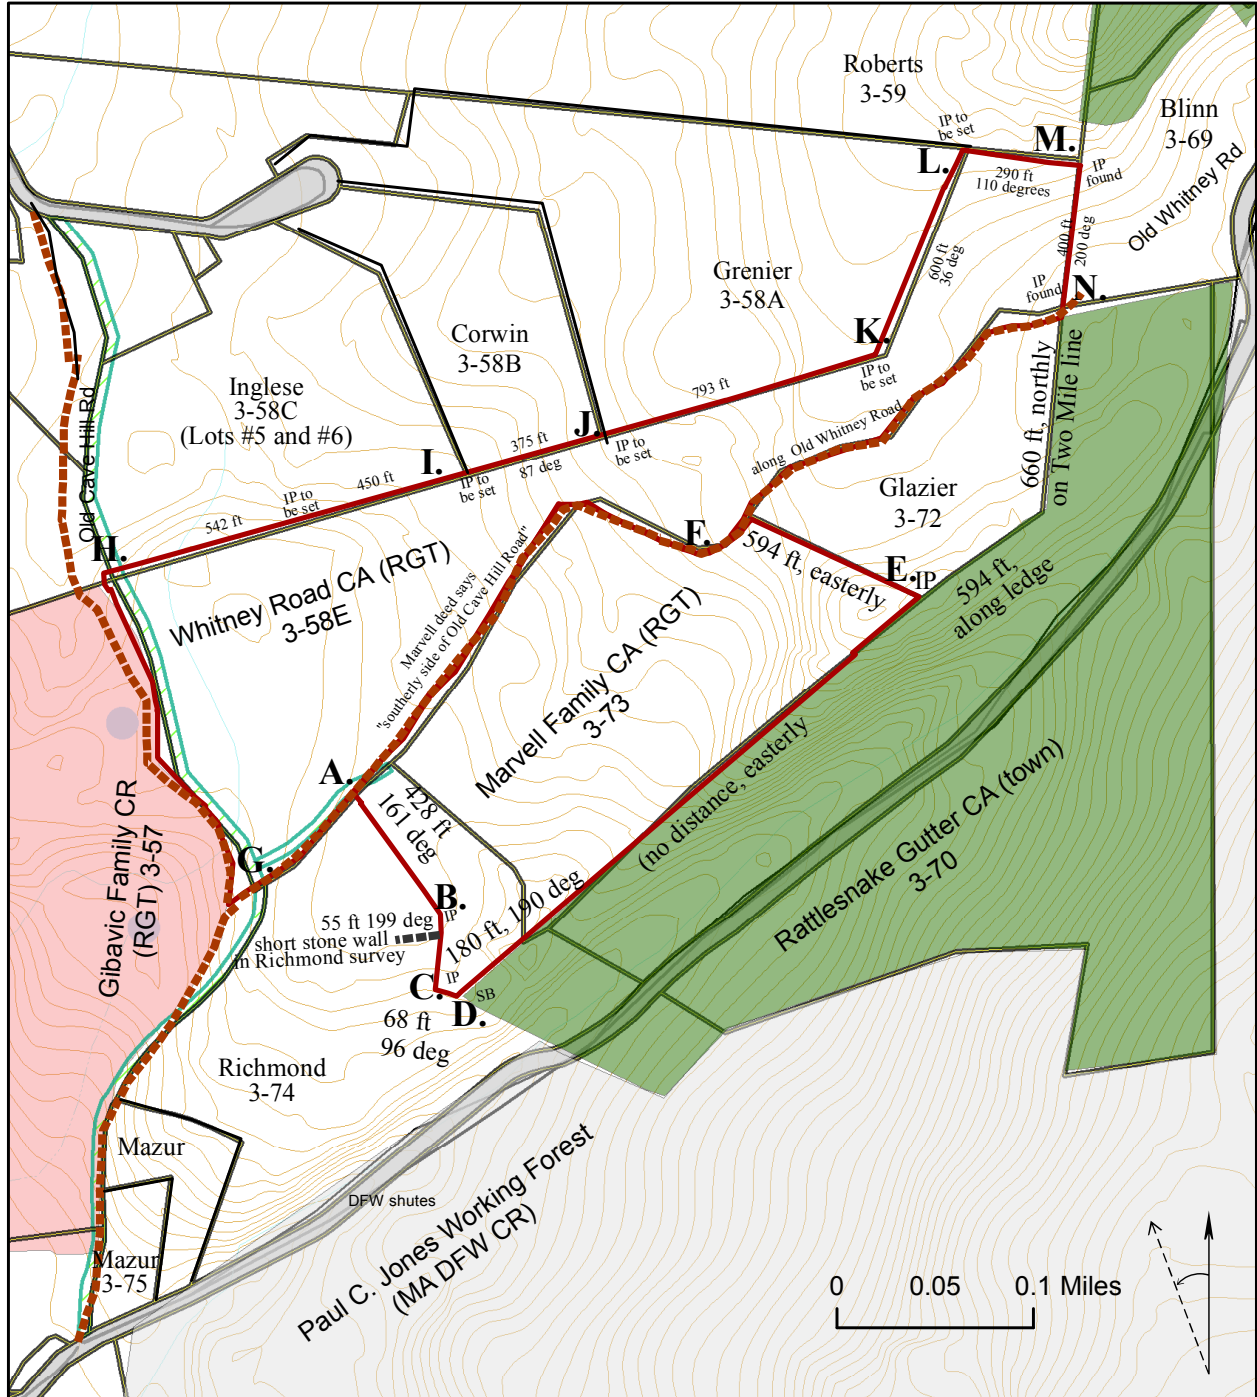 Roberts
3-59
Blinn
3-69
Old Whitney Rd
IP to
be set
L.
M.
290 ft
110 degrees
IP
found
400 ft
200 deg
600 ft
36 deg
Grenier
3-58A
IP
found
N.
K.
IP to
be set
Corwin
3-58B
Inglese
3-58C
(Lots #5 and #6)
Old Cave Hill Rd
793 ft
J.
IP to
be set
375 ft
87 deg
I.
IP to
be set
450 ft
IP to
be set
542 ft
H.
along Old Whitney Road
660 ft, northly
on Two Mile line
Glazier
3-72
F.
594 ft, easterly
E.
IP
594 ft,
along ledge
Whitney Road CA (RGT)
3-58E
Marvell deed says
"southerly side of Old Cave Hill Road"
Marvell Family CA (RGT)
3-73
A.
428 ft
161 deg
(no distance, easterly)
Rattlesnake Gutter CA (town)
3-70
Gibavic Family CR
(RGT) 3-57
G.
B.
IP
55 ft 199 deg
short stone wall
in Richmond survey
180 ft, 190 deg
C.
IP
D.
SB
68 ft
96 deg
Richmond
3-74
Mazur
Mazur
3-75
DFW shutes
Paul C. Jones Working Forest
(MA DFW CR)
0 0.05 0.1 Miles